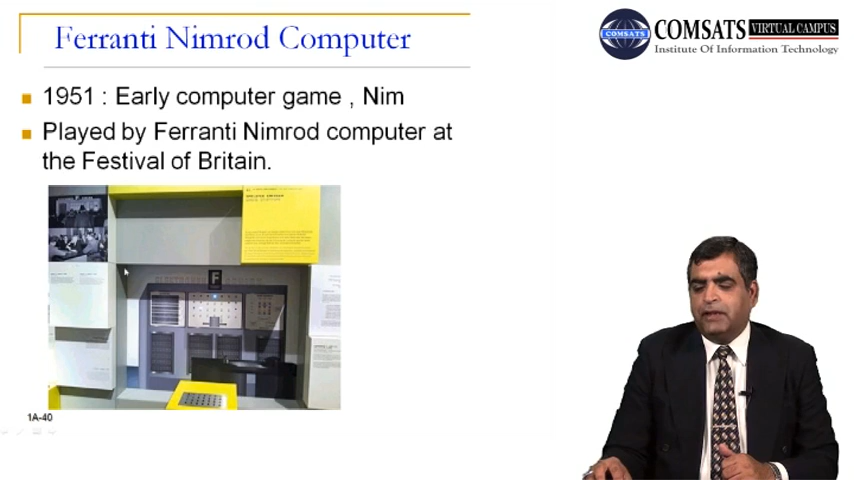 Ferranti Nimrod Computer
COMSATS VIRTUAL CAMPUS
COMSATS
Institute Of Information Technology
1951 : Early computer game , Nim
Played by Ferranti Nimrod computer at
the Festival of Britain.
F
1A-40